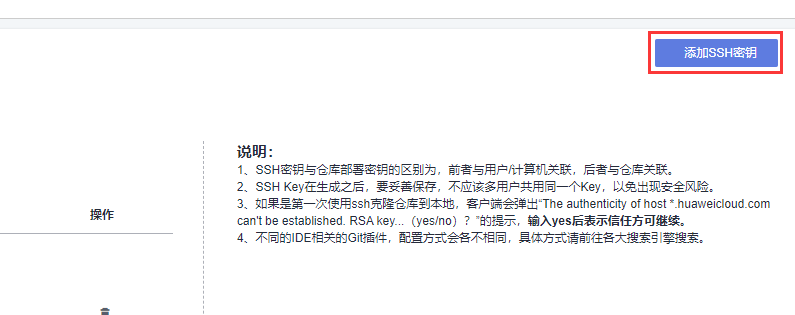 添加SSH密钥
说明：
1、SSH密钥与仓库部署密钥的区别为，前者与用户/计算机关联，后者与仓库关联。
2、SSH Key在生成之后，要妥善保存，不应该多用户共用同一个Key，以免出现安全风险。
3、如果是第一次使用ssh克隆仓库到本地，客户端会弹出“The authenticity of host *.huaweicloud.com
can't be established. RSA key...（yes/no）？”的提示，输入yes后表示信任方可继续。
4、不同的IDE相关的Git插件，配置方式会各不相同，具体方式请前往各大搜索引擎搜索。
操作